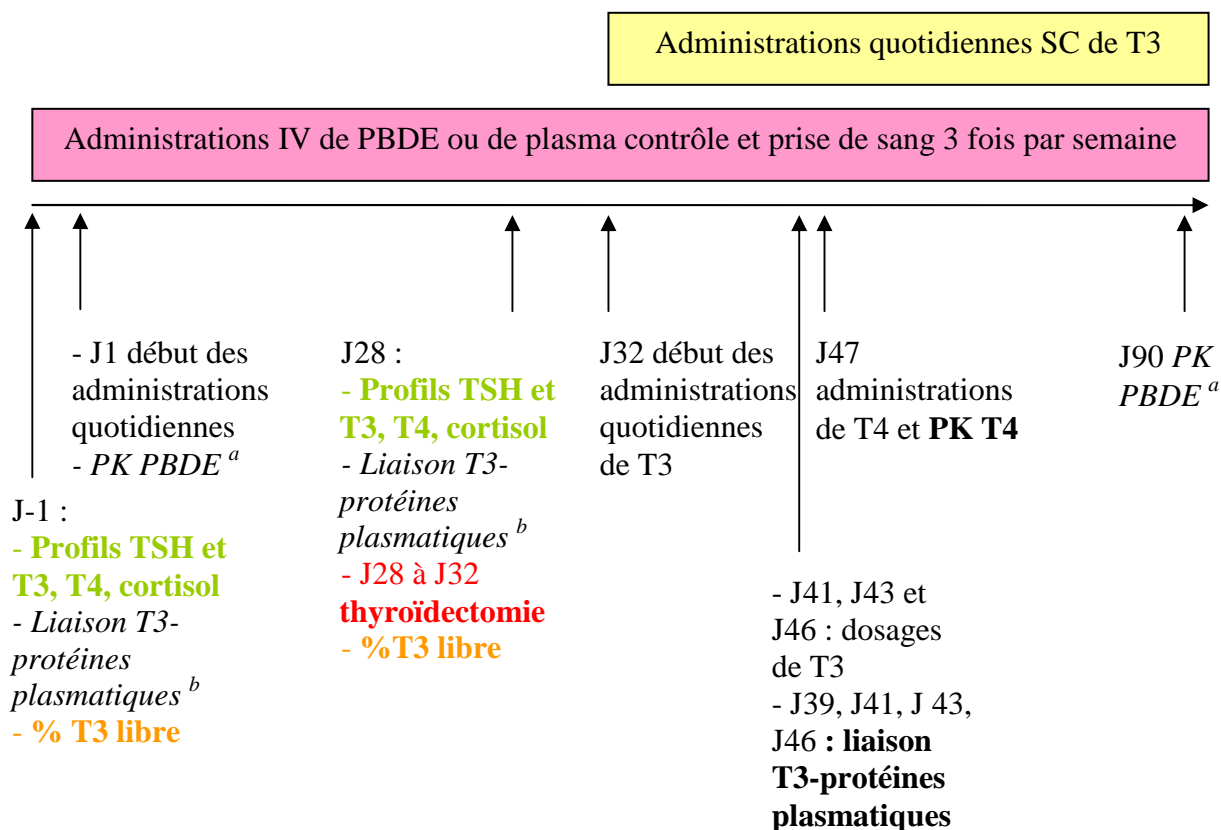 Administrations quotidiennes SC de T3
Administrations IV de PBDE ou de plasma contrôle et prise de sang 3 fois par semaine
- J1 début des
administrations
quotidiennes
- PK PBDE a
J-1 :
- Profils TSH et
T3, T4, cortisol
- Liaison T3-
protéines
plasmatiques b
- % T3 libre
J28 :
- Profils TSH et
T3, T4, cortisol
- Liaison T3-
protéines
plasmatiques b
- J28 à J32
thyroïdectomie
- %T3 libre
J32 début des
administrations
quotidiennes
de T3
- J41, J43 et
J46 : dosages
de T3
- J39, J41, J 43,
J46 : liaison
T3-protéines
plasmatiques
J47
administrations
de T4 et PK T4
J90 PK
PBDE a